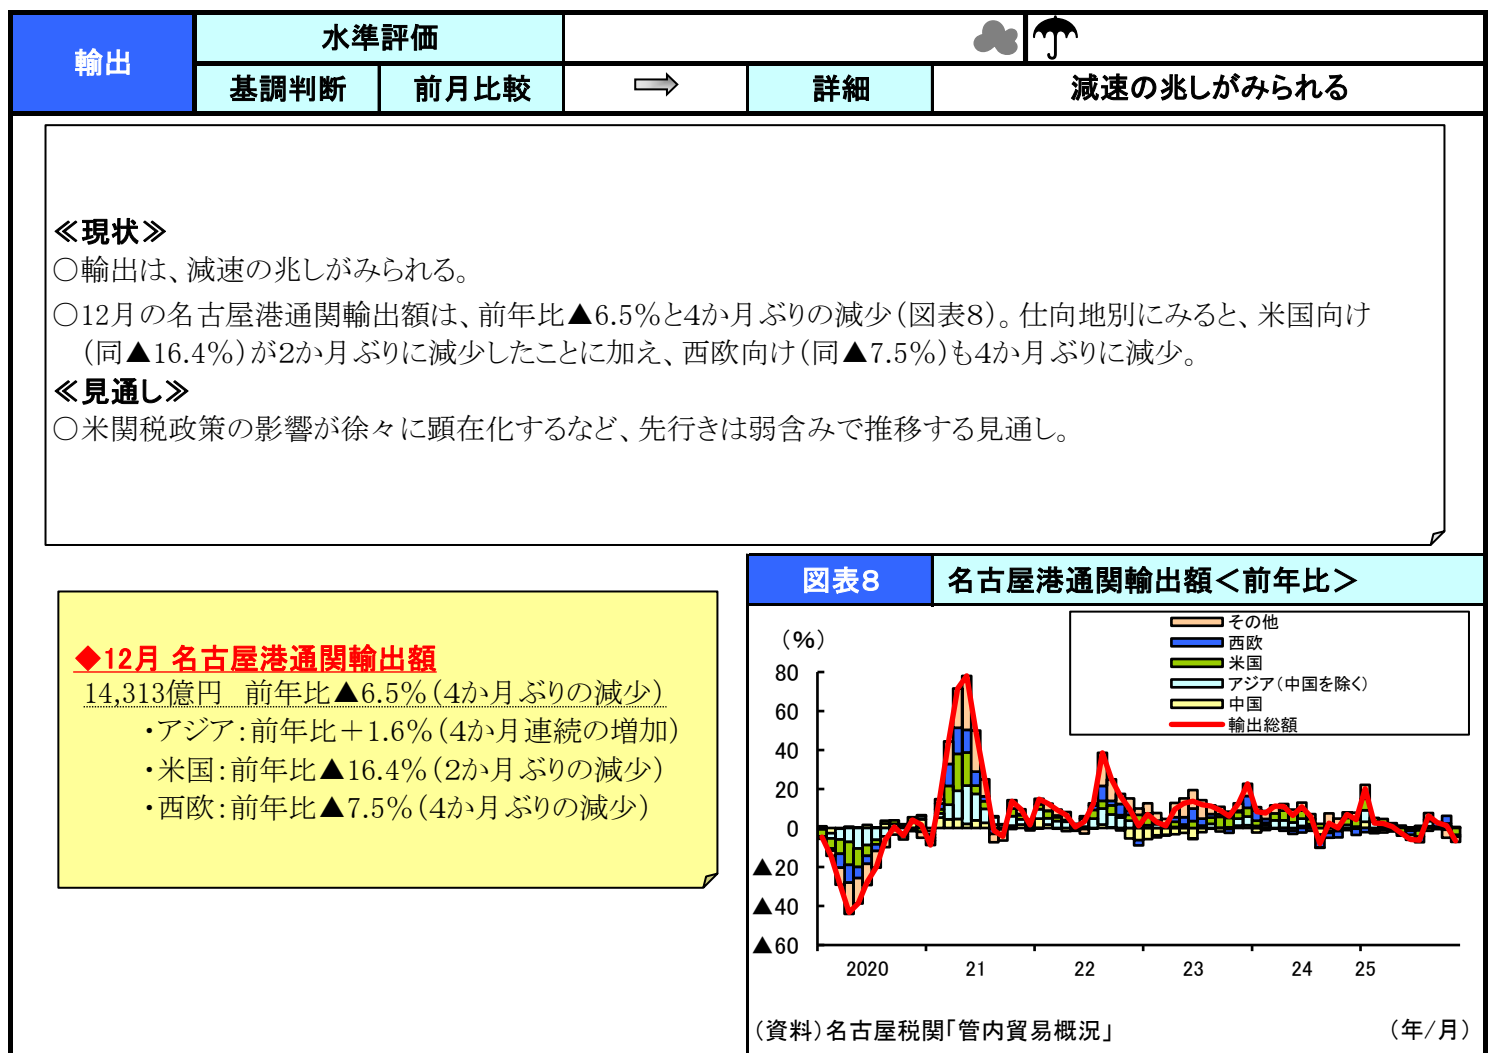 輸出
水準評価
基調判断
前月比較
詳細
減速の兆しがみられる
≪現状≫
○輸出は、減速の兆しがみられる。
○12月の名古屋港通関輸出額は、前年比▲6.5％と4か月ぶりの減少（図表8）。仕向地別にみると、米国向け
（同▲16.4％）が2か月ぶりに減少したことに加え、西欧向け（同▲7.5％）も4か月ぶりに減少。
≪見通し≫
○米関税政策の影響が徐々に顕在化するなど、先行きは弱含みで推移する見通し。
◆12月 名古屋港通関輸出額
14,313億円　前年比▲6.5％（4か月ぶりの減少）
・アジア：前年比＋1.6％（4か月連続の増加）
・米国：前年比▲16.4％（2か月ぶりの減少）
・西欧：前年比▲7.5％（4か月ぶりの減少）
図表8
名古屋港通関輸出額＜前年比＞
その他
西欧
米国
アジア（中国を除く）
中国
輸出総額
（%）
80
60
40
20
0
▲20
▲40
▲60
2020 21 22 23 24 25
（資料）名古屋税関「管内貿易概況」
（年/月）